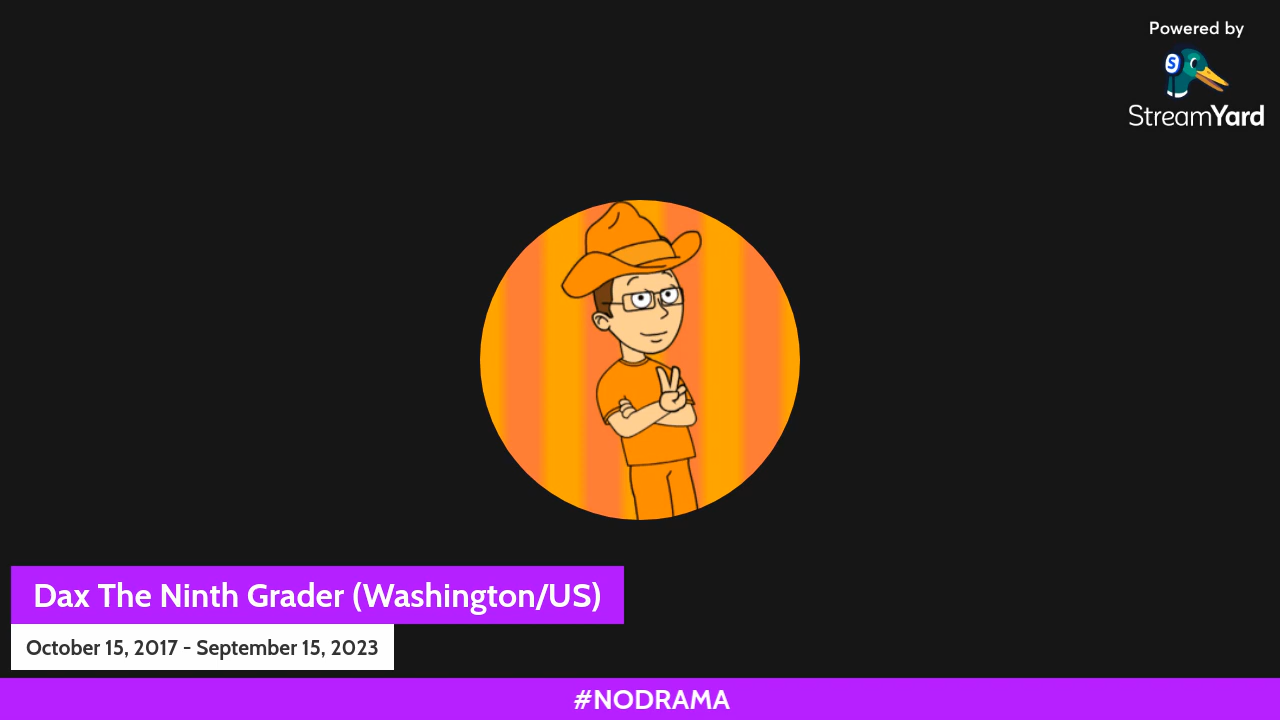 Powered by
S
StreamYard
Dax The Ninth Grader (Washington/US)
October 15, 2017 - September 15, 2023
#NODRAMA